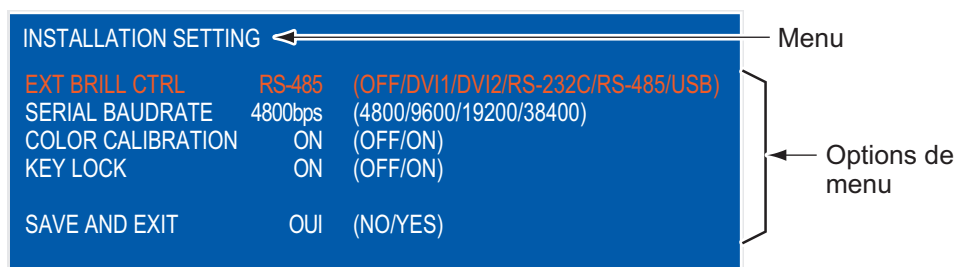 INSTALLATION SETTING
Menu
EXT BRILL CTRL RS-485 (OFF/DVI1/DVI2/RS-232C/RS-485/USB)
SERIAL BAUDRATE 4800bps (4800/9600/19200/38400)
COLOR CALIBRATION ON (OFF/ON)
KEY LOCK ON (OFF/ON)
SAVE AND EXIT OUI (NO/YES)
Options de
menu